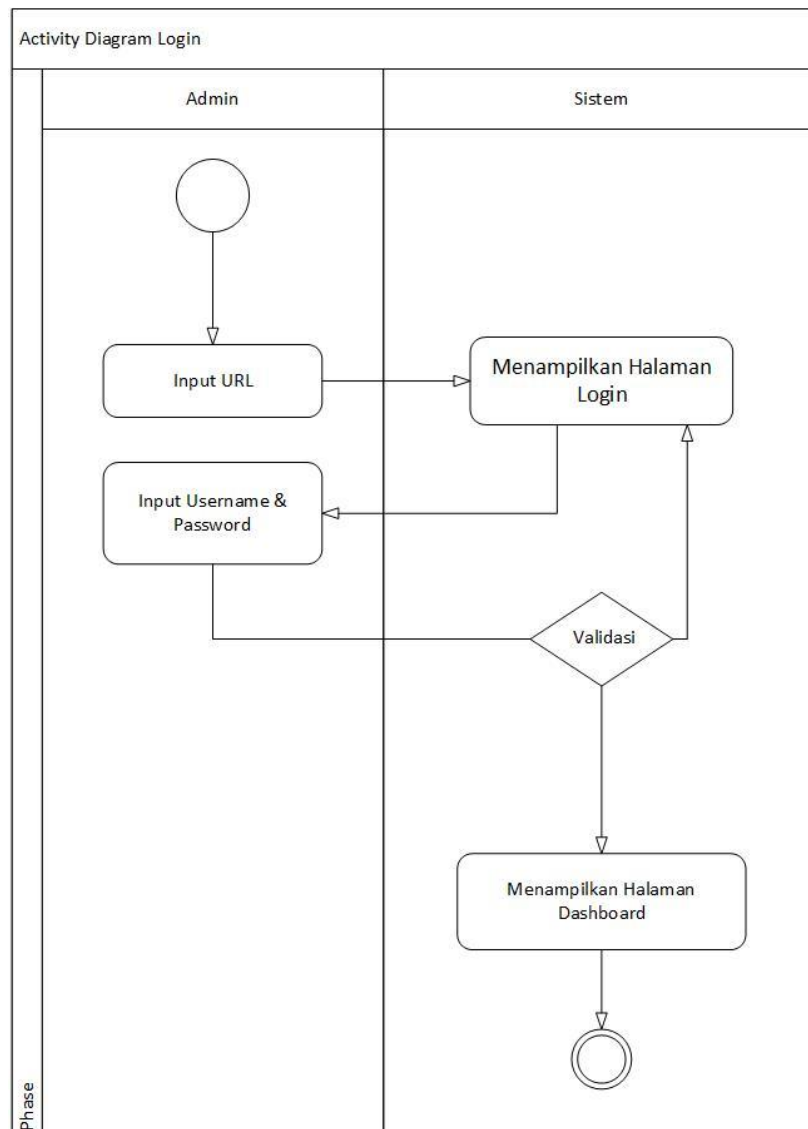 Activity Diagram Login
Admin
Sistem
Input URL
Menampilkan Halaman
Login
Input Username &
Password
Validasi
Menampilkan Halaman
Dashboard
Phase